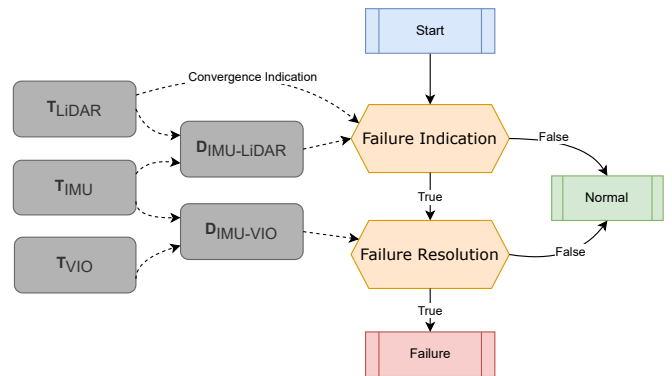 Start
Convergence Indication
TLiDAR
Failure Indication
False
DIMU-LiDAR
TIMU
True
Normal
DIMU-VIO
Failure Resolution
False
TVIO
True
Failure